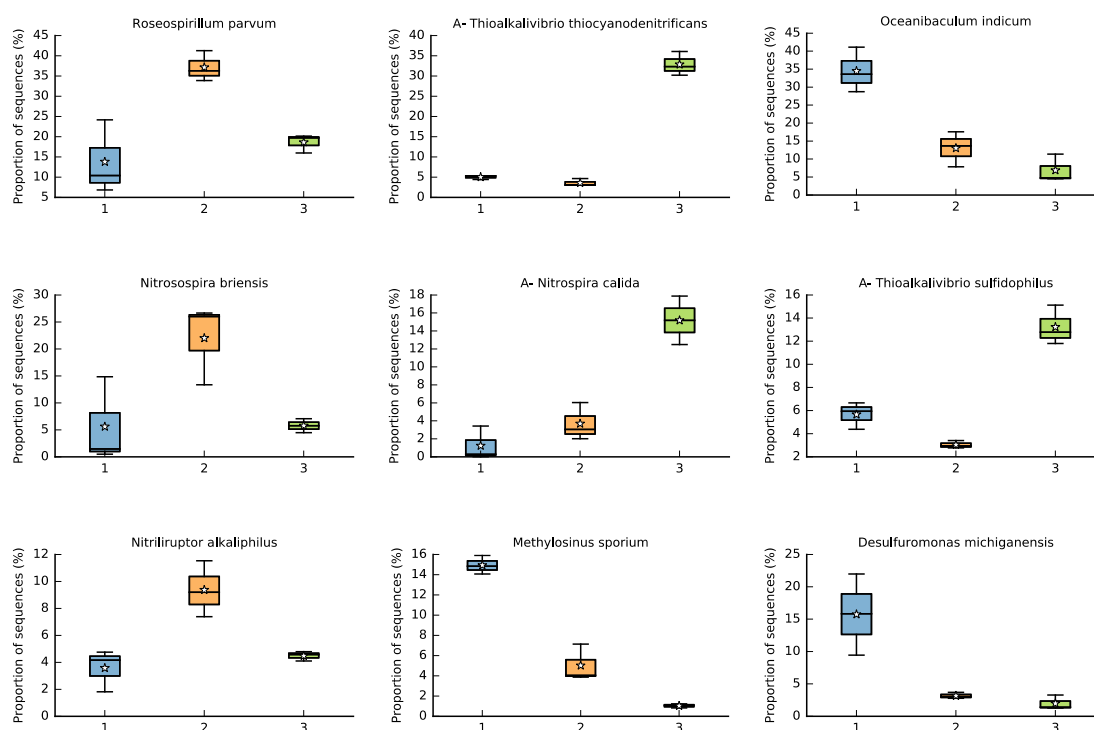 Roseospirillum parvum
Proportion of sequences (%)
45
40
35
30
25
20
15
10
5
1 2 3
A- Thioalkalivibrio thiocyanodenitrificans
Proportion of sequences (%)
40
35
30
25
20
15
10
5
0
1 2 3
Oceanibaculum indicum
Proportion of sequences (%)
45
40
35
30
25
20
15
10
5
0
1 2 3
Nitrosospira briensis
Proportion of sequences (%)
30
25
20
15
10
5
0
1 2 3
A- Nitrospira calida
Proportion of sequences (%)
18
16
14
12
10
8
6
4
2
0
1 2 3
A- Thioalkalivibrio sulfidophilus
Proportion of sequences (%)
16
14
12
10
8
6
4
2
1 2 3
Nitriliruptor alkaliphilus
Proportion of sequences (%)
12
10
8
6
4
2
0
1 2 3
Methylosinus sporium
Proportion of sequences (%)
16
14
12
10
8
6
4
2
0
1 2 3
Desulfuromonas michiganensis
Proportion of sequences (%)
25
20
15
10
5
0
1 2 3